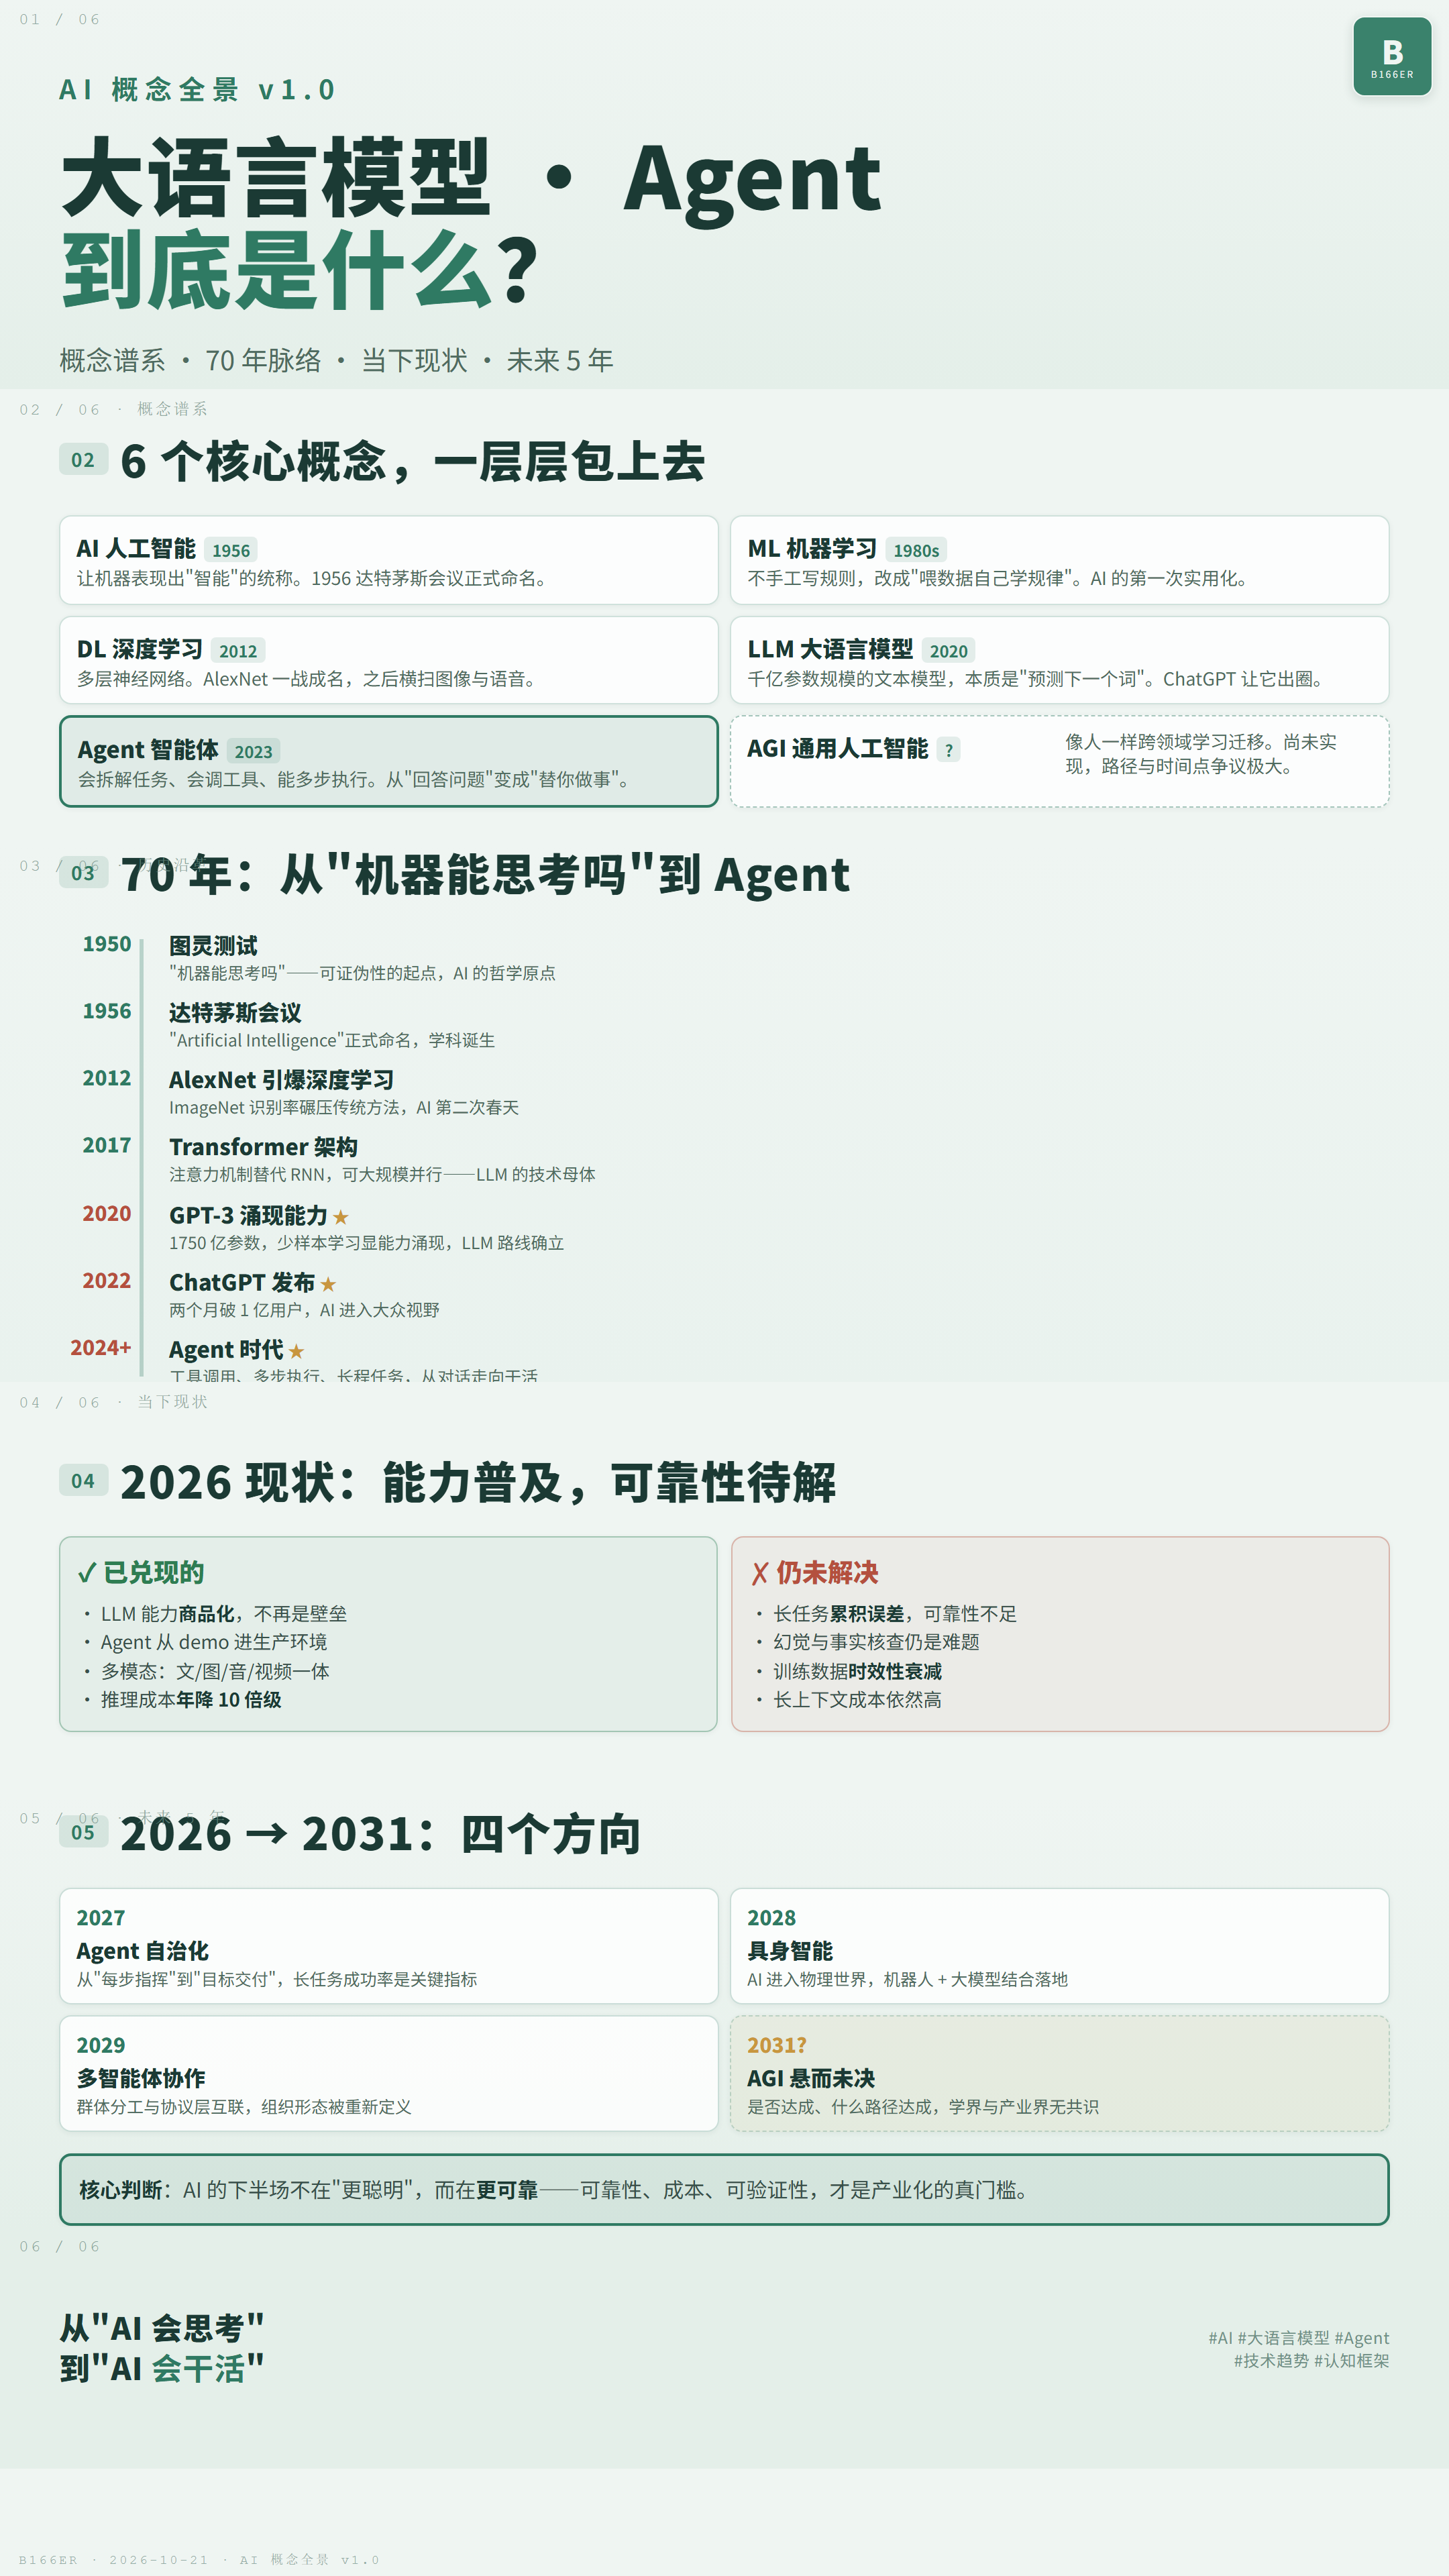 01 / 06
B
B166ER
AI 概念全景 v1.0
大语言模型 · Agent
到底是什么?
概念谱系 · 70 年脉络 · 当下现状 · 未来 5 年
02 / 06 · 概念谱系
02
6 个核心概念，一层层包上去
AI 人工智能 1956
让机器表现出"智能"的统称。1956 达特茅斯会议正式命名。
ML 机器学习 1980s
不手工写规则，改成"喂数据自己学规律"。AI 的第一次实用化。
DL 深度学习 2012
多层神经网络。AlexNet 一战成名，之后横扫图像与语音。
LLM 大语言模型 2020
千亿参数规模的文本模型，本质是"预测下一个词"。ChatGPT 让它出圈。
Agent 智能体 2023
会拆解任务、会调工具、能多步执行。从"回答问题"变成"替你做事"。
AGI 通用人工智能 ?
像人一样跨领域学习迁移。尚未实
现，路径与时间点争议极大。
03 / 06 · 历史沿革
03
70 年：从"机器能思考吗"到 Agent
1950
图灵测试
"机器能思考吗"——可证伪性的起点，AI 的哲学原点
1956
达特茅斯会议
"Artificial Intelligence"正式命名，学科诞生
2012
AlexNet 引爆深度学习
ImageNet 识别率碾压传统方法，AI 第二次春天
2017
Transformer 架构
注意力机制替代 RNN，可大规模并行——LLM 的技术母体
2020
GPT-3 涌现能力 ★
1750 亿参数，少样本学习显能力涌现，LLM 路线确立
2022
ChatGPT 发布 ★
两个月破 1 亿用户，AI 进入大众视野
2024+
Agent 时代 ★
工具调用、多步执行、长程任务，从对话走向干活
04 / 06 · 当下现状
04
2026 现状：能力普及，可靠性待解
✓ 已兑现的
· LLM 能力商品化，不再是壁垒
· Agent 从 demo 进生产环境
· 多模态：文/图/音/视频一体
· 推理成本年降 10 倍级
✗ 仍未解决
· 长任务累积误差，可靠性不足
· 幻觉与事实核查仍是难题
· 训练数据时效性衰减
· 长上下文成本依然高
05 / 06 · 未来 5 年
05
2026 → 2031：四个方向
2027
Agent 自治化
从"每步指挥"到"目标交付"，长任务成功率是关键指标
2028
具身智能
AI 进入物理世界，机器人 + 大模型结合落地
2029
多智能体协作
群体分工与协议层互联，组织形态被重新定义
2031?
AGI 悬而未决
是否达成、什么路径达成，学界与产业界无共识
核心判断：AI 的下半场不在"更聪明"，而在更可靠——可靠性、成本、可验证性，才是产业化的真门槛。
06 / 06
从"AI 会思考"
到"AI 会干活"
#AI #大语言模型 #Agent
#技术趋势 #认知框架
B166ER · 2026-10-21 · AI 概念全景 v1.0